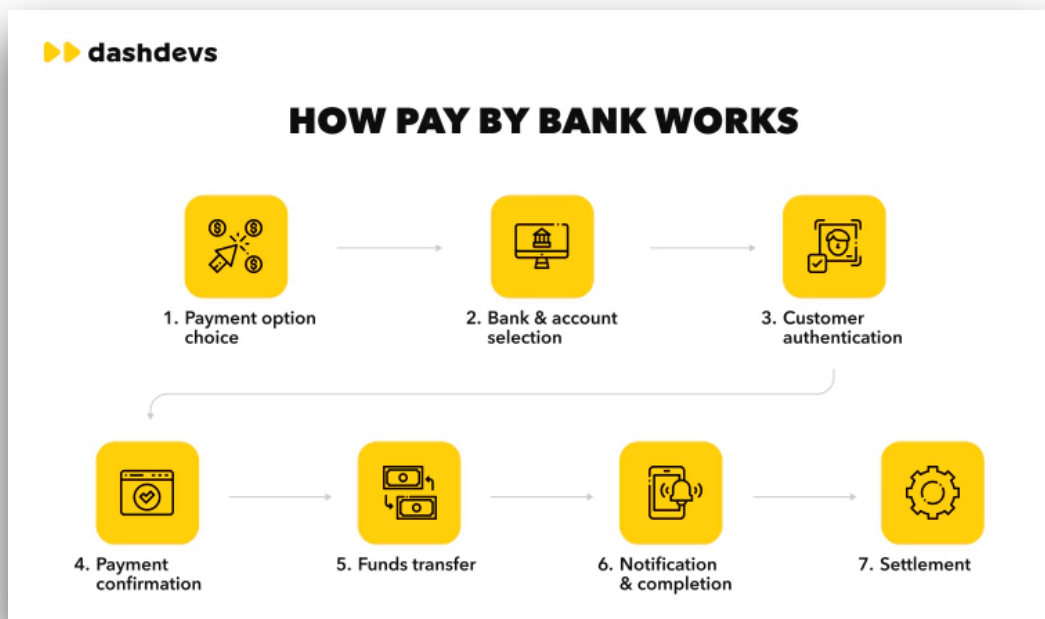 dashdevs
HOW PAY BY BANK WORKS
1. Payment option
choice
2. Bank & account
selection
3. Customer
authentication
4. Payment
confirmation
5. Funds transfer
6. Notification
& completion
7. Settlement